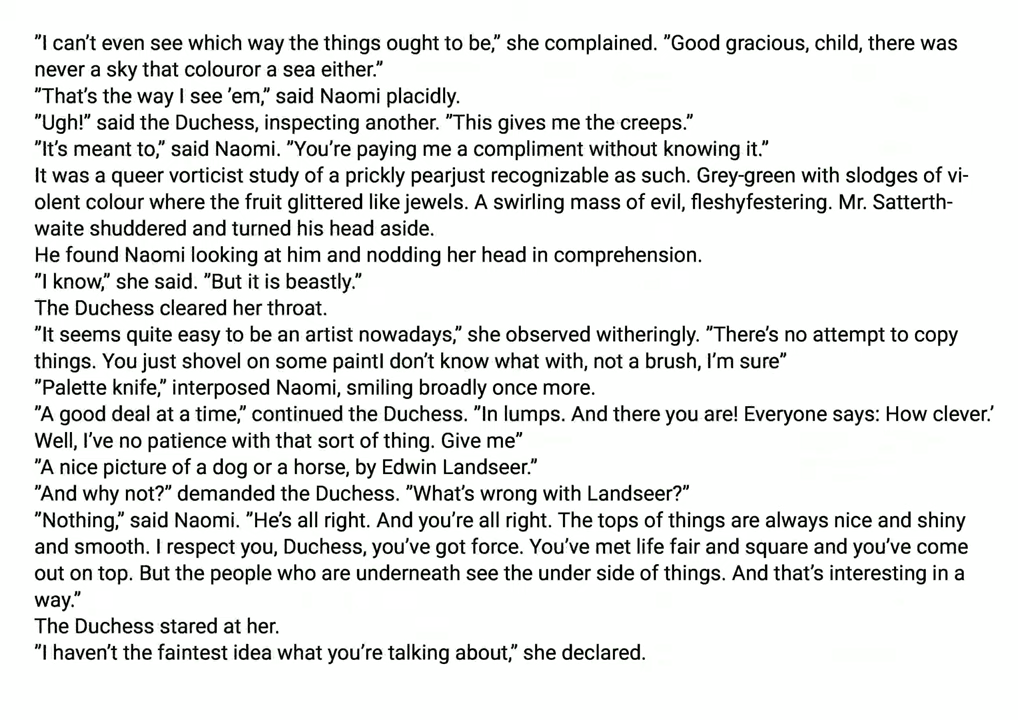 "I can't even see which way the things ought to be," she complained. "Good gracious, child, there was
never a sky that colouror a sea either."
"That's the way I see 'em," said Naomi placidly.
"Ugh!" said the Duchess, inspecting another. "This gives me the creeps."
"It's meant to," said Naomi. "You're paying me a compliment without knowing it."
It was a queer vorticist study of a prickly pearjust recognizable as such. Grey-green with slodges of vi-
olent colour where the fruit glittered like jewels. A swirling mass of evil, fleshyfestering. Mr. Satterth-
waite shuddered and turned his head aside.
He found Naomi looking at him and nodding her head in comprehension.
"I know," she said. "But it is beastly."
The Duchess cleared her throat.
"It seems quite easy to be an artist nowadays," she observed witheringly. "There's no attempt to copy
things. You just shovel on some paintI don't know what with, not a brush, I'm sure"
"Palette knife," interposed Naomi, smiling broadly once more.
"A good deal at a time," continued the Duchess. "In lumps. And there you are! Everyone says: How clever.'
Well, I've no patience with that sort of thing. Give me"
"A nice picture of a dog or a horse, by Edwin Landseer."
"And why not?" demanded the Duchess. "What's wrong with Landseer?"
"Nothing," said Naomi. "He's all right. And you're all right. The tops of things are always nice and shiny
and smooth. I respect you, Duchess, you've got force. You've met life fair and square and you've come
out on top. But the people who are underneath see the under side of things. And that's interesting in a
way."
The Duchess stared at her.
"I haven't the faintest idea what you're talking about," she declared.